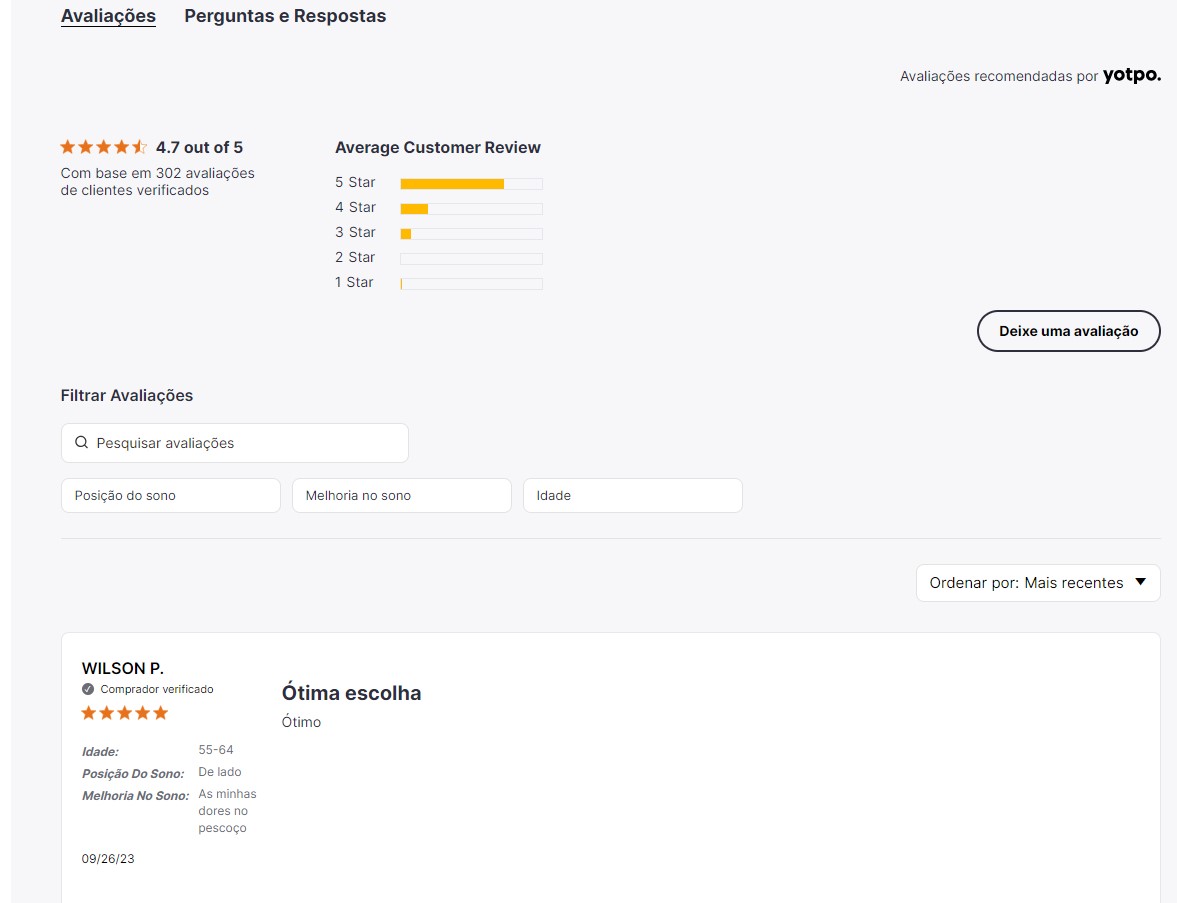 Avaliações
Perguntas e Respostas
Avaliações recomendadas por yotpo.
4.7 out of 5
Com base em 302 avaliações
de clientes verificados
Average Customer Review
5 Star
4 Star
3 Star
2 Star
1 Star
Deixe uma avaliação
Filtrar Avaliações
Pesquisar avaliações
Posição do sono
Melhoria no sono
Idade
Ordenar por: Mais recentes
WILSON P.
Comprador verificado
Ótima escolha
Ótimo
Idade: 55-64
Posição Do Sono: De lado
Melhoria No Sono: As minhas
dores no
pescoço
09/26/23